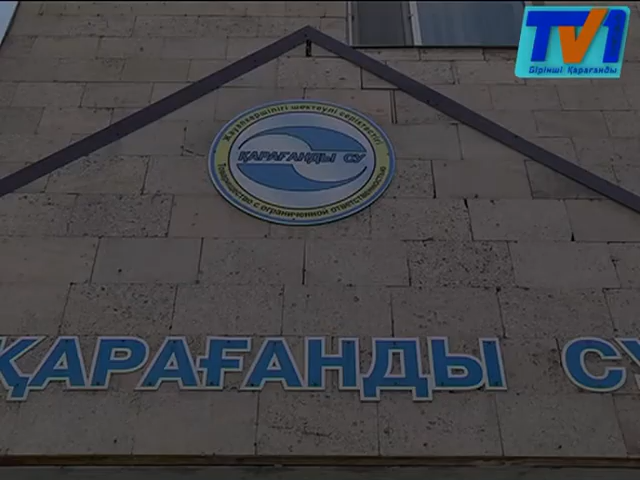 TV1
Бірінші Қарағанды
Жауапкершілігі шектеулі серіктестігі
ҚАРАҒАНДЫ СУ
Товарищество с ограниченной ответственностью
ҚАРАҒАНДЫ СУ